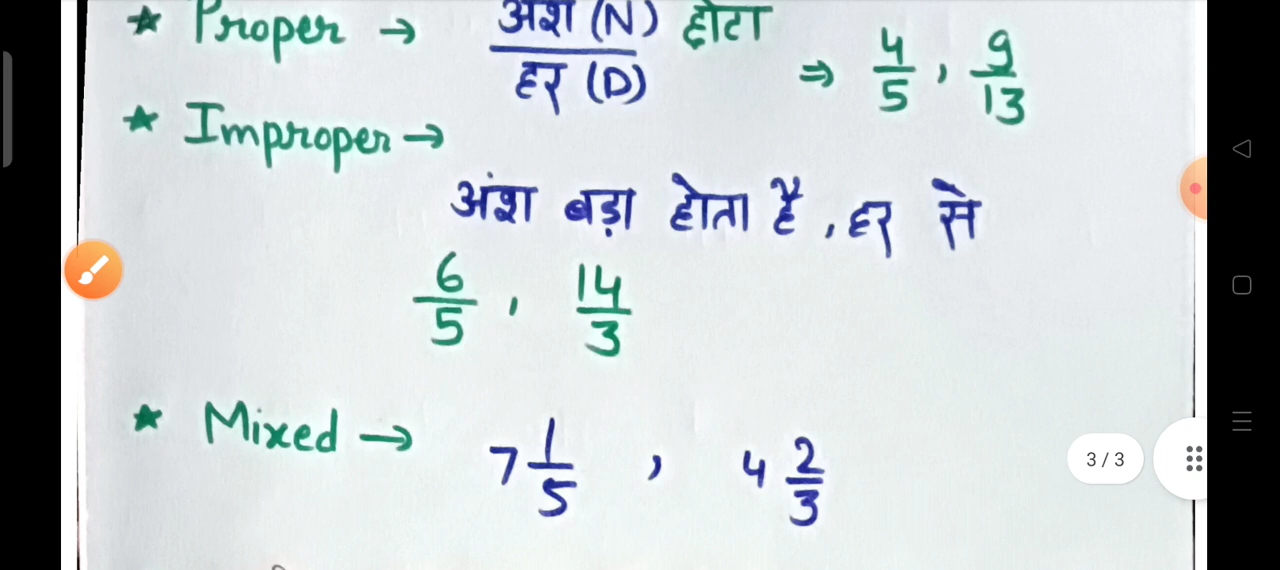 ★ Proper → अंश (N) / हर (D) छोटा ⇒ 4/5 , 9/13
★ Improper →
अंश बड़ा होता है , हर से
6/5 , 14/3
★ Mixed → 7 1/5 , 4 2/3
3 / 3